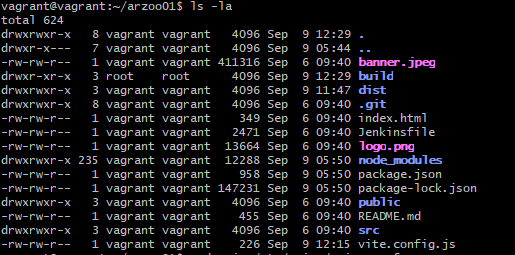 vagrant@vagrant:~/arzoo01$ ls -la
total 624
drwxrwxr-x 8 vagrant vagrant 4096 Sep 9 12:29 .
drwxr-x--- 7 vagrant vagrant 4096 Sep 9 05:44 ..
-rw-rw-r-- 1 vagrant vagrant 411316 Sep 6 09:40 banner.jpeg
drwxr-xr-x 3 root root 4096 Sep 9 12:29 build
drwxrwxr-x 3 vagrant vagrant 4096 Sep 9 11:47 dist
drwxrwxr-x 8 vagrant vagrant 4096 Sep 6 09:40 .git
-rw-rw-r-- 1 vagrant vagrant 349 Sep 6 09:40 index.html
-rw-rw-r-- 1 vagrant vagrant 2471 Sep 6 09:40 Jenkinsfile
-rw-rw-r-- 1 vagrant vagrant 13664 Sep 6 09:40 logo.png
drwxrwxr-x 235 vagrant vagrant 12288 Sep 9 05:50 node_modules
-rw-rw-r-- 1 vagrant vagrant 958 Sep 9 05:50 package.json
-rw-rw-r-- 1 vagrant vagrant 147231 Sep 9 05:50 package-lock.json
drwxrwxr-x 3 vagrant vagrant 4096 Sep 6 09:40 public
-rw-rw-r-- 1 vagrant vagrant 455 Sep 6 09:40 README.md
drwxrwxr-x 3 vagrant vagrant 4096 Sep 6 09:40 src
-rw-rw-r-- 1 vagrant vagrant 226 Sep 9 12:15 vite.config.js